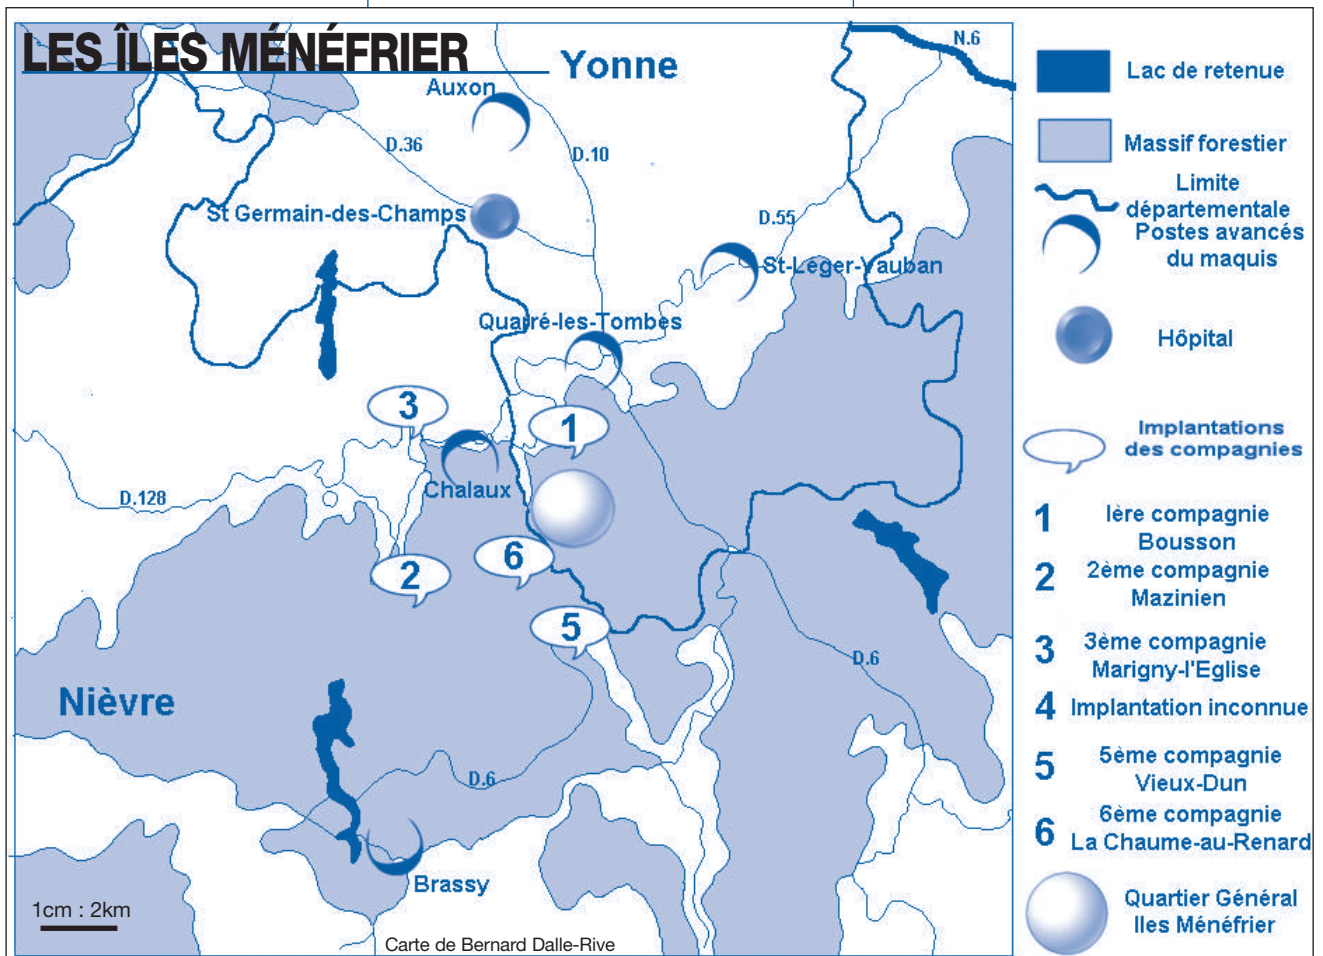 LES ÎLES MÉNÉFRIER
Yonne
N.6
Auxon
D.36
D.10
St Germain-des-Champs
D.55
St-Léger-Vauban
Quarré-les-Tombes
3
1
Chalaux
D.128
6
2
5
D.6
Nièvre
D.6
Brassy
1cm : 2km
Carte de Bernard Dalle-Rive
Lac de retenue
Massif forestier
Limite
départementale
Postes avancés
du maquis
Hôpital
Implantations
des compagnies
1 Ière compagnie
Bousson
2 2ème compagnie
Mazinien
3 3ème compagnie
Marigny-l'Eglise
4 Implantation inconnue
5 5ème compagnie
Vieux-Dun
6 6ème compagnie
La Chaume-au-Renard
Quartier Général
Iles Ménéfrier